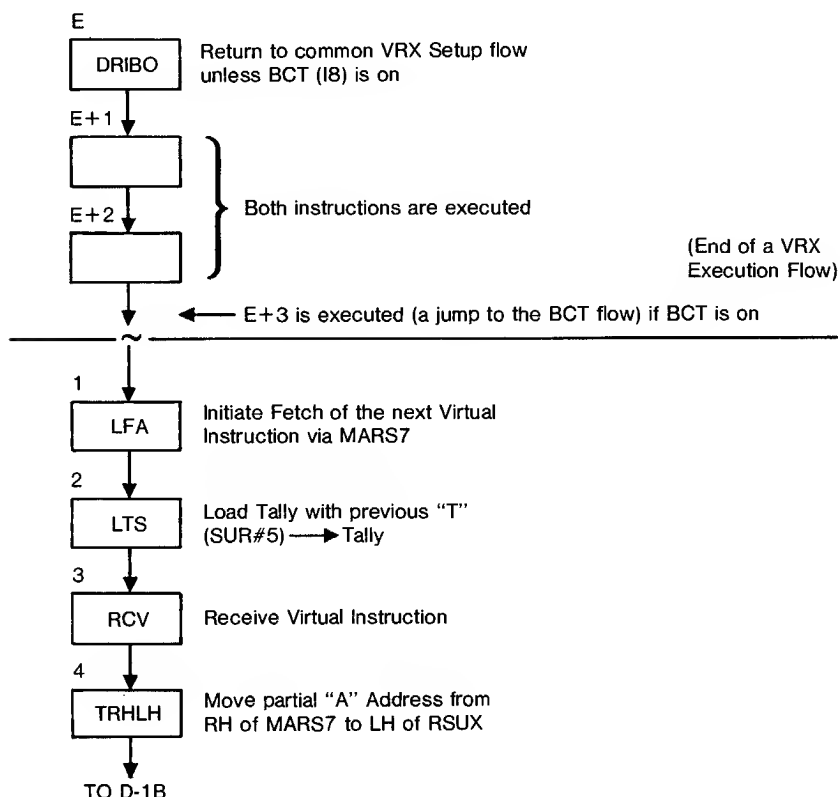 E
DRIBO
Return to common VRX Setup flow
unless BCT (I8) is on
E+1
E+2
Both instructions are executed
(End of a VRX
Execution Flow)
E+3 is executed (a jump to the BCT flow) if BCT is on
~
1
LFA
Initiate Fetch of the next Virtual
Instruction via MARS7
2
LTS
Load Tally with previous “T”
(SUR#5) → Tally
3
RCV
Receive Virtual Instruction
4
TRHLH
Move partial “A” Address from
RH of MARS7 to LH of RSUX
TO D-1B